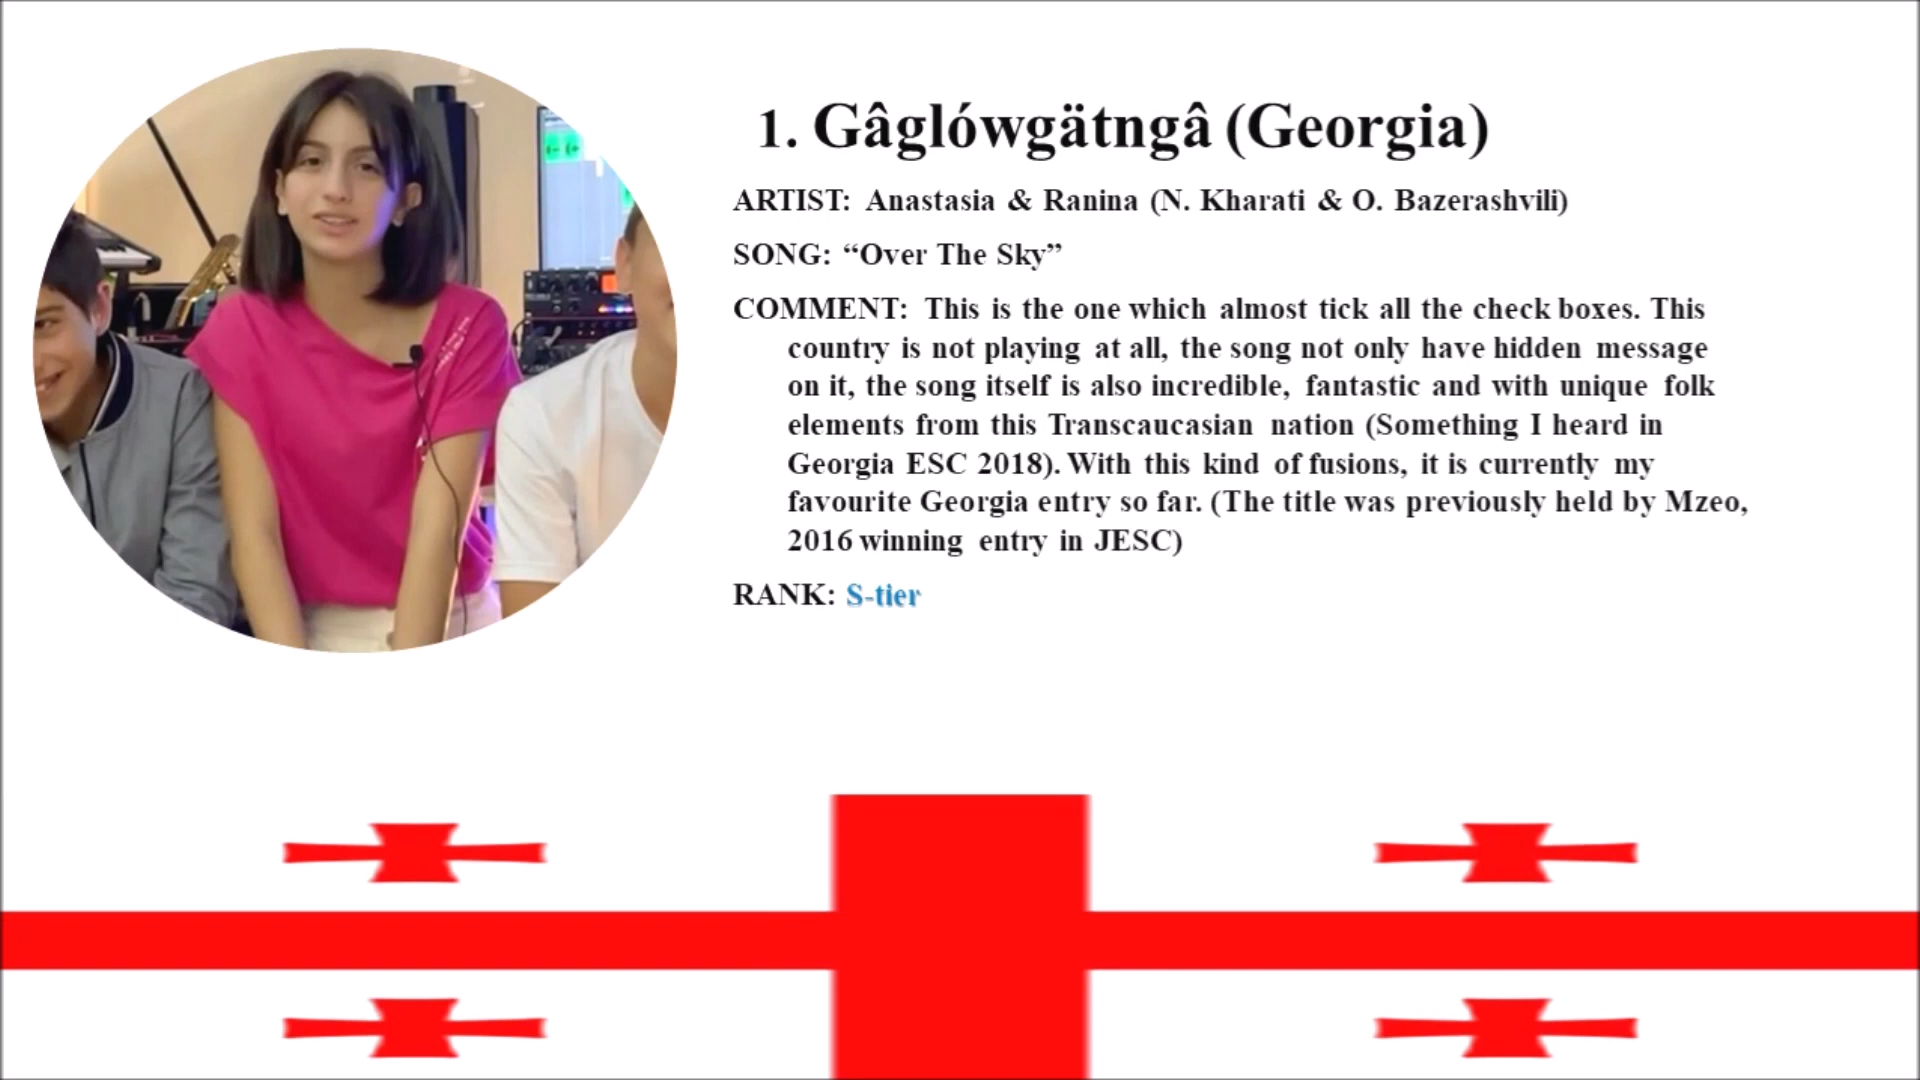 1. Gâglówgätngâ (Georgia)
ARTIST: Anastasia & Ranina (N. Kharati & O. Bazerashvili)
SONG: “Over The Sky”
COMMENT: This is the one which almost tick all the check boxes. This
country is not playing at all, the song not only have hidden message
on it, the song itself is also incredible, fantastic and with unique folk
elements from this Transcaucasian nation (Something I heard in
Georgia ESC 2018). With this kind of fusions, it is currently my
favourite Georgia entry so far. (The title was previously held by Mzeo,
2016 winning entry in JESC)
RANK: S-tier